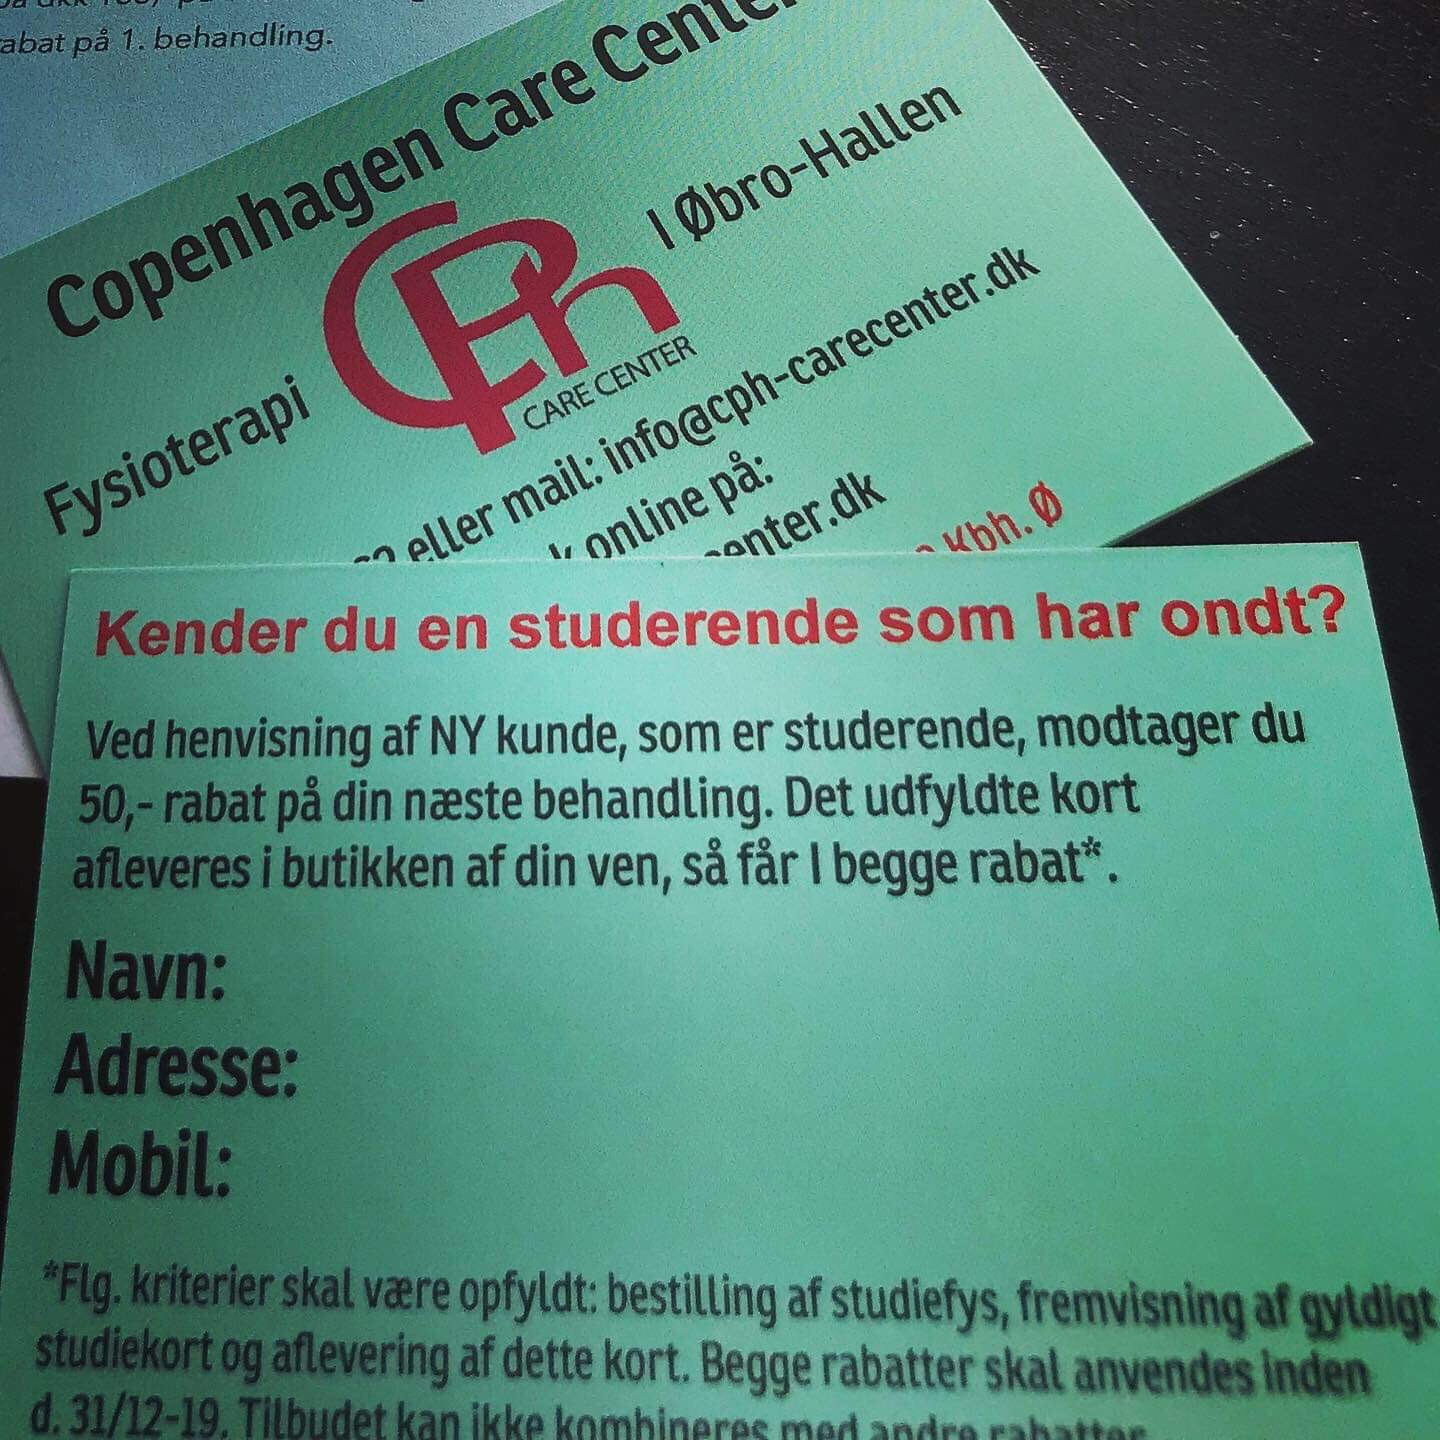 rabat på 1. behandling.
Copenhagen Care Center
Fysioterapi
CPh
CARE CENTER
I Øbro-Hallen
eller mail: info@cph-carecenter.dk
online på:
Kbh. Ø
Kender du en studerende som har ondt?
Ved henvisning af NY kunde, som er studerende, modtager du
50,- rabat på din næste behandling. Det udfyldte kort
afleveres i butikken af din ven, så får I begge rabat*.
Navn:
Adresse:
Mobil:
*Flg. kriterier skal være opfyldt: bestilling af studiefys, fremvisning af gyldigt
studiekort og aflevering af dette kort. Begge rabatter skal anvendes inden
d. 31/12-19. Tilbudet kan ikke kombineres med andre rabatter.